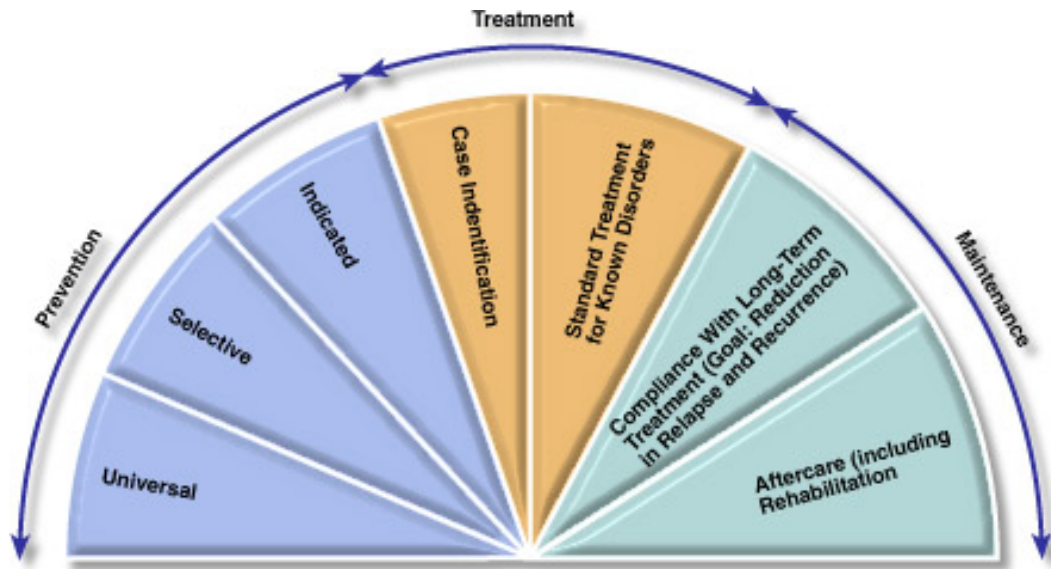 Treatment
Prevention
Maintenance
Universal
Selective
Indicated
Case Indentification
Standard Treatment
for Known Disorders
Compliance With Long-Term
Treatment (Goal: Reduction
in Relapse and Recurrence)
Aftercare (including
Rehabilitation